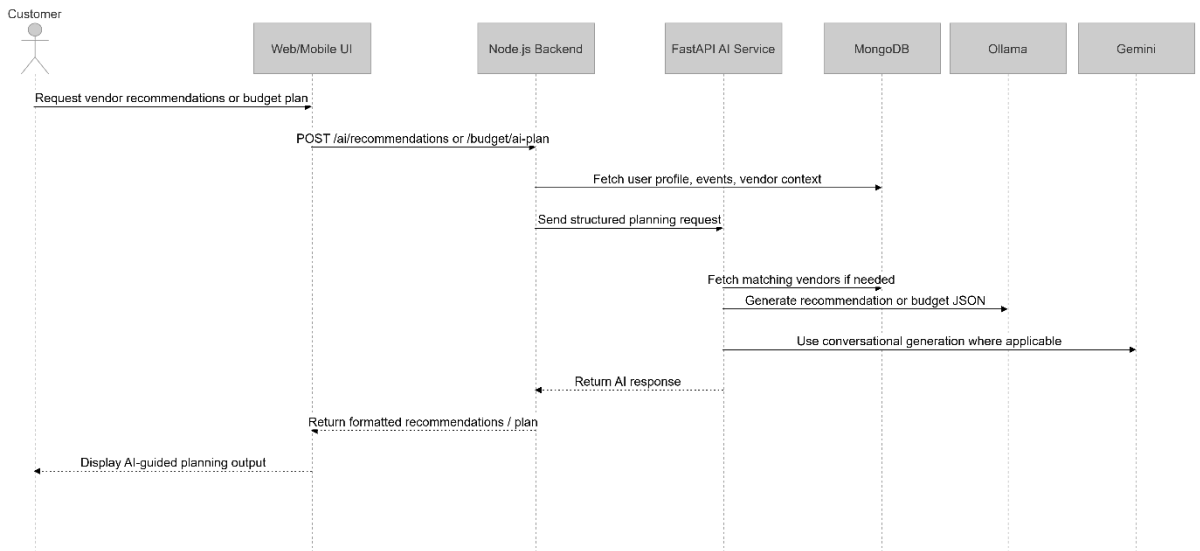 Customer
Web/Mobile UI
Node.js Backend
FastAPI AI Service
MongoDB
Ollama
Gemini
Request vendor recommendations or budget plan
POST /ai/recommendations or /budget/ai-plan
Fetch user profile, events, vendor context
Send structured planning request
Fetch matching vendors if needed
Generate recommendation or budget JSON
Use conversational generation where applicable
Return AI response
Return formatted recommendations / plan
Display AI-guided planning output